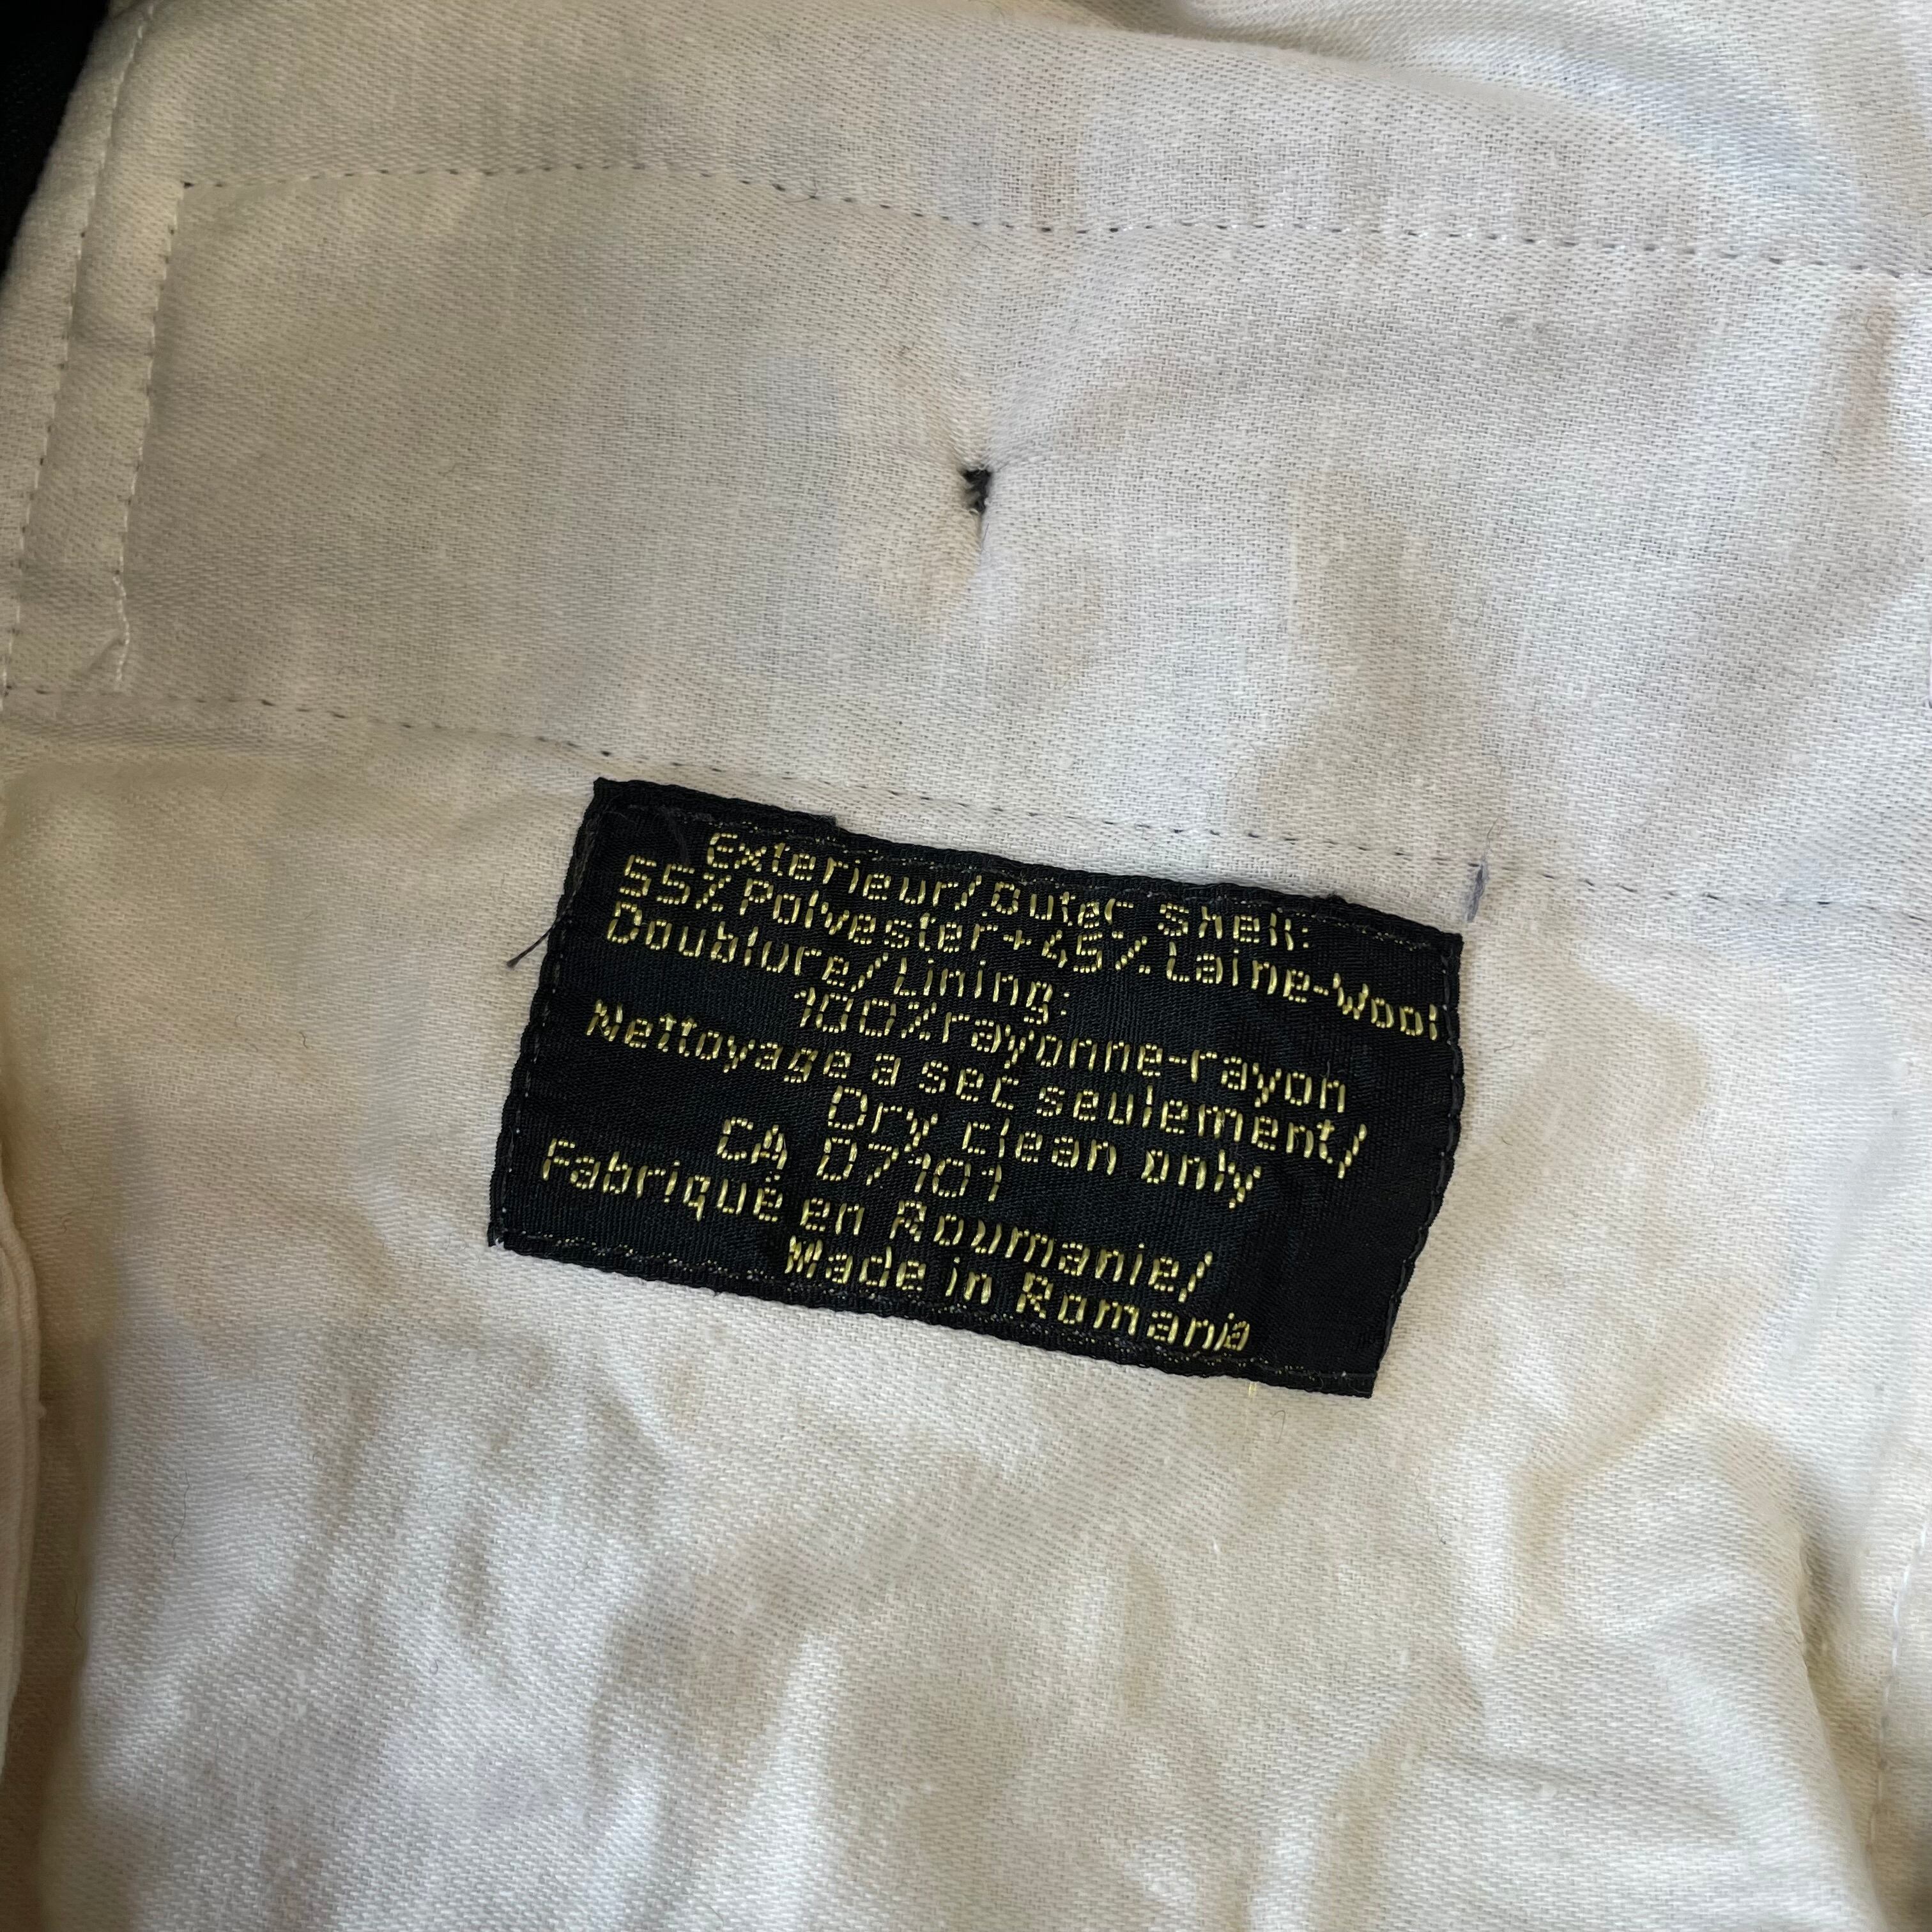 Exterieur/Outer shell:
55% Polyester+45% Laine-Wool
Doublure/Lining:
100% rayonne-rayon
Nettoyage a sec seulement/
Dry clean only
CA D7101
Fabriqué en Roumanie/
Made in Romania